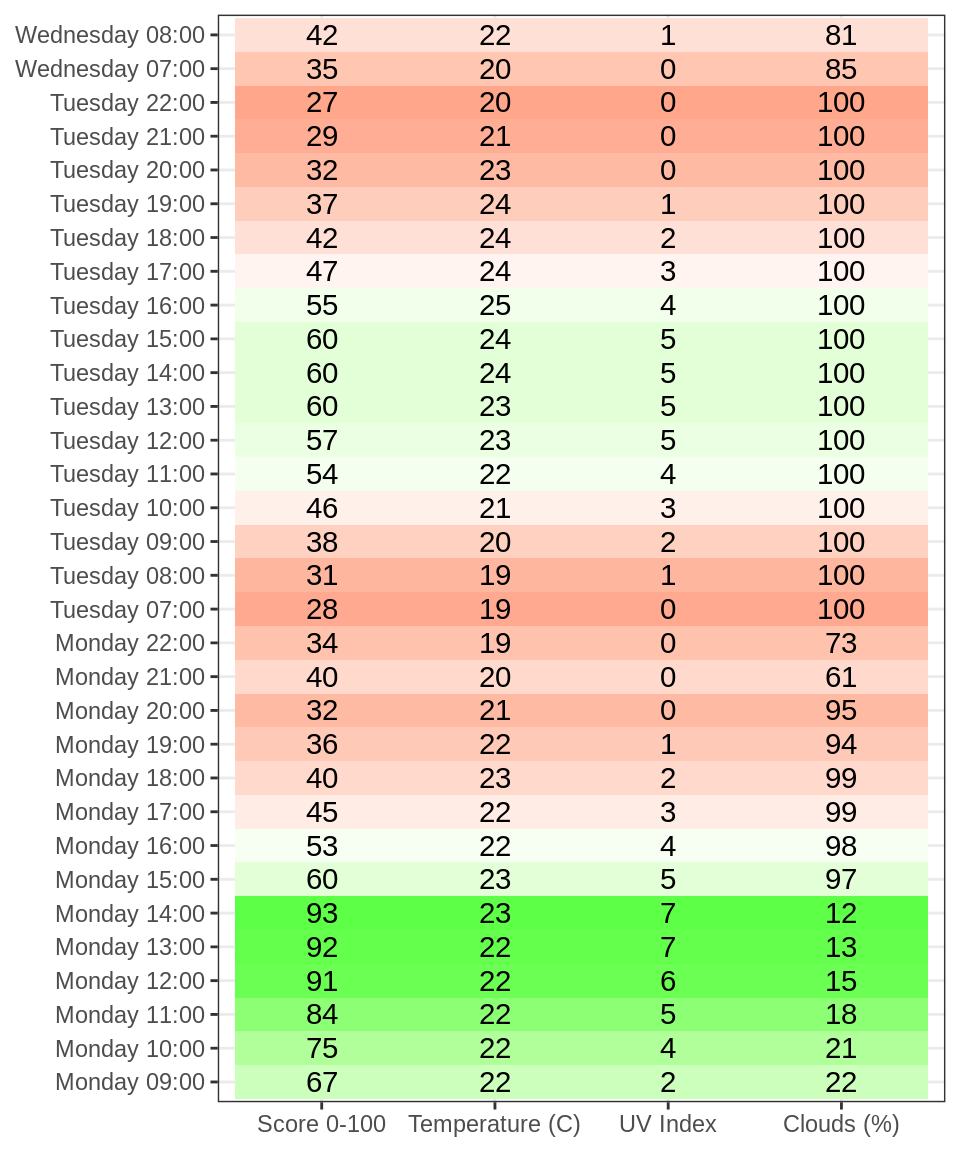 Wednesday 08:00 42 22 1 81
Wednesday 07:00 35 20 0 85
Tuesday 22:00 27 20 0 100
Tuesday 21:00 29 21 0 100
Tuesday 20:00 32 23 0 100
Tuesday 19:00 37 24 1 100
Tuesday 18:00 42 24 2 100
Tuesday 17:00 47 24 3 100
Tuesday 16:00 55 25 4 100
Tuesday 15:00 60 24 5 100
Tuesday 14:00 60 24 5 100
Tuesday 13:00 60 23 5 100
Tuesday 12:00 57 23 5 100
Tuesday 11:00 54 22 4 100
Tuesday 10:00 46 21 3 100
Tuesday 09:00 38 20 2 100
Tuesday 08:00 31 19 1 100
Tuesday 07:00 28 19 0 100
Monday 22:00 34 19 0 73
Monday 21:00 40 20 0 61
Monday 20:00 32 21 0 95
Monday 19:00 36 22 1 94
Monday 18:00 40 23 2 99
Monday 17:00 45 22 3 99
Monday 16:00 53 22 4 98
Monday 15:00 60 23 5 97
Monday 14:00 93 23 7 12
Monday 13:00 92 22 7 13
Monday 12:00 91 22 6 15
Monday 11:00 84 22 5 18
Monday 10:00 75 22 4 21
Monday 09:00 67 22 2 22
Score 0-100 Temperature (C) UV Index Clouds (%)